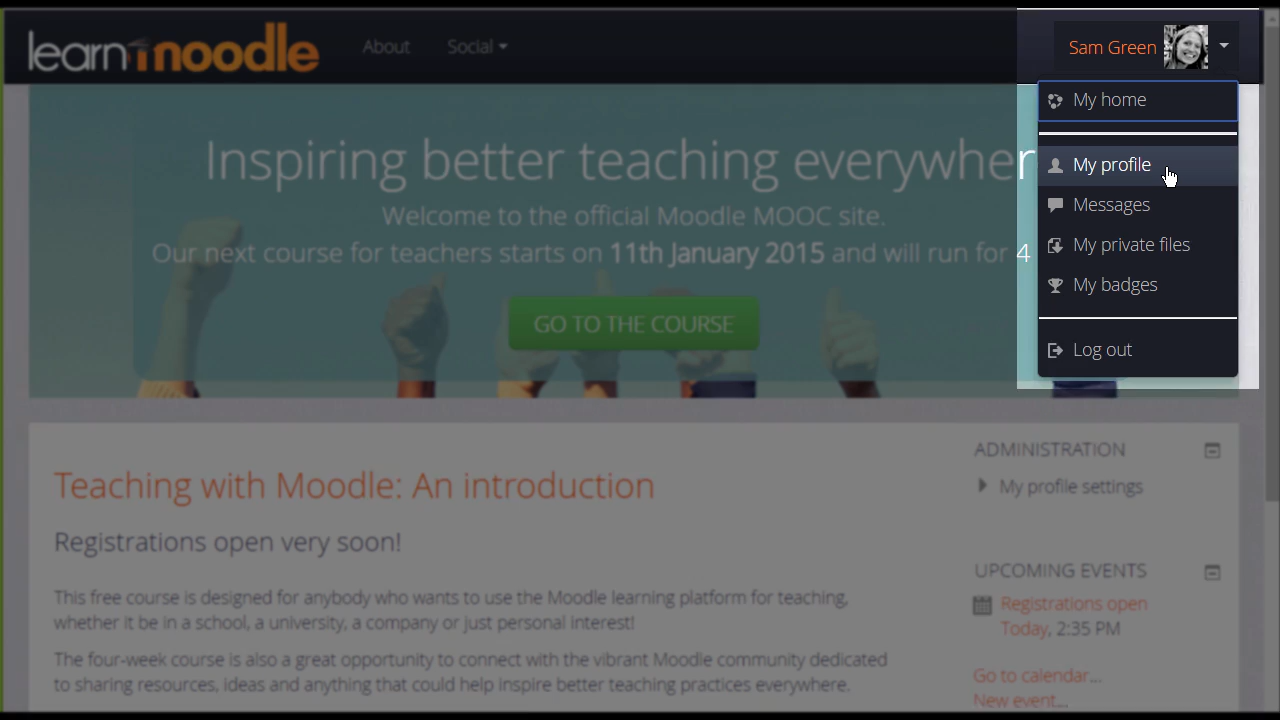 learnmoodle
About
Social
Sam Green
My home
My profile
Messages
My private files
My badges
Log out
Inspiring better teaching everywher
Welcome to the official Moodle MOOC site.
Our next course for teachers starts on 11th January 2015 and will run for 4
GO TO THE COURSE
Teaching with Moodle: An introduction
Registrations open very soon!
This free course is designed for anybody who wants to use the Moodle learning platform for teaching,
whether it be in a school, a university, a company or just personal interest!
The four-week course is also a great opportunity to connect with the vibrant Moodle community dedicated
to sharing resources, ideas and anything that could help inspire better teaching practices everywhere.
ADMINISTRATION
My profile settings
UPCOMING EVENTS
Registrations open
Today, 2:35 PM
Go to calendar...
New event...